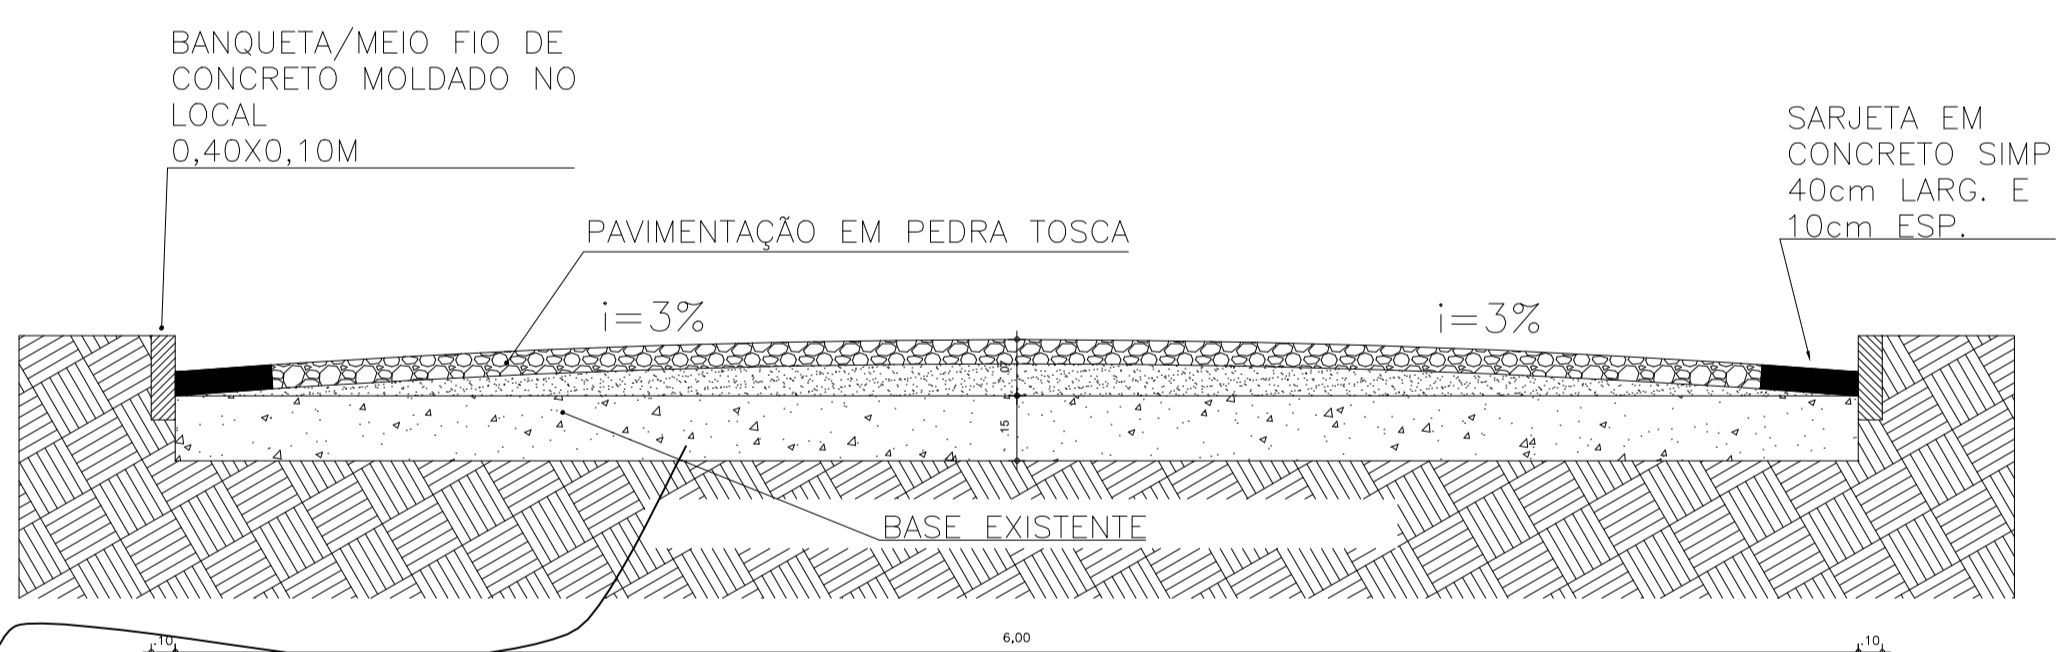 BANQUETA/MEIO FIO DE
CONCRETO MOLDADO NO
LOCAL
0,40X0,10M
SARJETA EM
CONCRETO SIMP
40cm LARG. E
10cm ESP.
PAVIMENTAÇÃO EM PEDRA TOSCA
i=3%
i=3%
.07
.15
BASE EXISTENTE
.10
6,00
.10